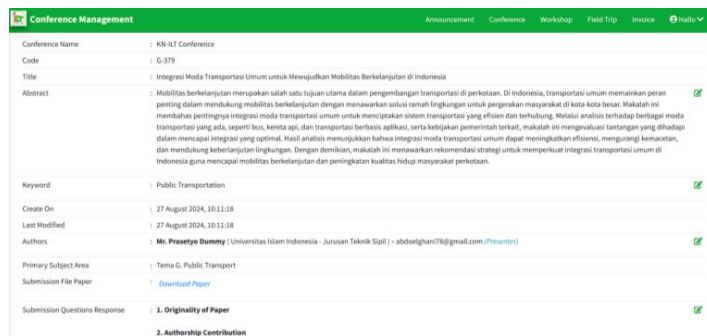 Conference Management
Announcement Conference Workshop Field Trip Invoice Hallo
Conference Name : KN-ILT Conference
Code : G-379
Title : Integrasi Moda Transportasi Umum untuk Mewujudkan Mobilitas Berkelanjutan di Indonesia
Abstract : Mobilitas berkelanjutan merupakan salah satu tujuan utama dalam pengembangan transportasi di perkotaan. Di Indonesia, transportasi umum memainkan peran
penting dalam mendukung mobilitas berkelanjutan dengan menawarkan solusi ramah lingkungan untuk pergerakan masyarakat di kota-kota besar. Makalah ini
membahas pentingnya integrasi moda transportasi umum untuk menciptakan sistem transportasi yang efisien dan terhubung. Melalui analisis terhadap berbagai moda
transportasi yang ada, seperti bus, kereta api, dan transportasi berbasis aplikasi, serta kebijakan pemerintah terkait, makalah ini mengevaluasi tantangan yang dihadapi
dalam mencapai integrasi yang optimal. Hasil analisis menunjukkan bahwa integrasi moda transportasi umum dapat meningkatkan efisiensi, mengurangi kemacetan,
dan mendukung keberlanjutan lingkungan. Dengan demikian, makalah ini menawarkan rekomendasi strategi untuk memperkuat integrasi transportasi umum di
Indonesia guna mencapai mobilitas berkelanjutan dan peningkatan kualitas hidup masyarakat perkotaan.
Keyword : Public Transportation
Create On : 27 August 2024, 10:11:18
Last Modified : 27 August 2024, 10:11:18
Authors : Mr. Prasetyo Dummy ( Universitas Islam Indonesia - Jurusan Teknik Sipil ) - abdoelghani78@gmail.com (Presenter)
Primary Subject Area : Tema G. Public Transport
Submission File Paper : Download Paper
Submission Questions Response : 1. Originality of Paper
2. Authorship Contribution